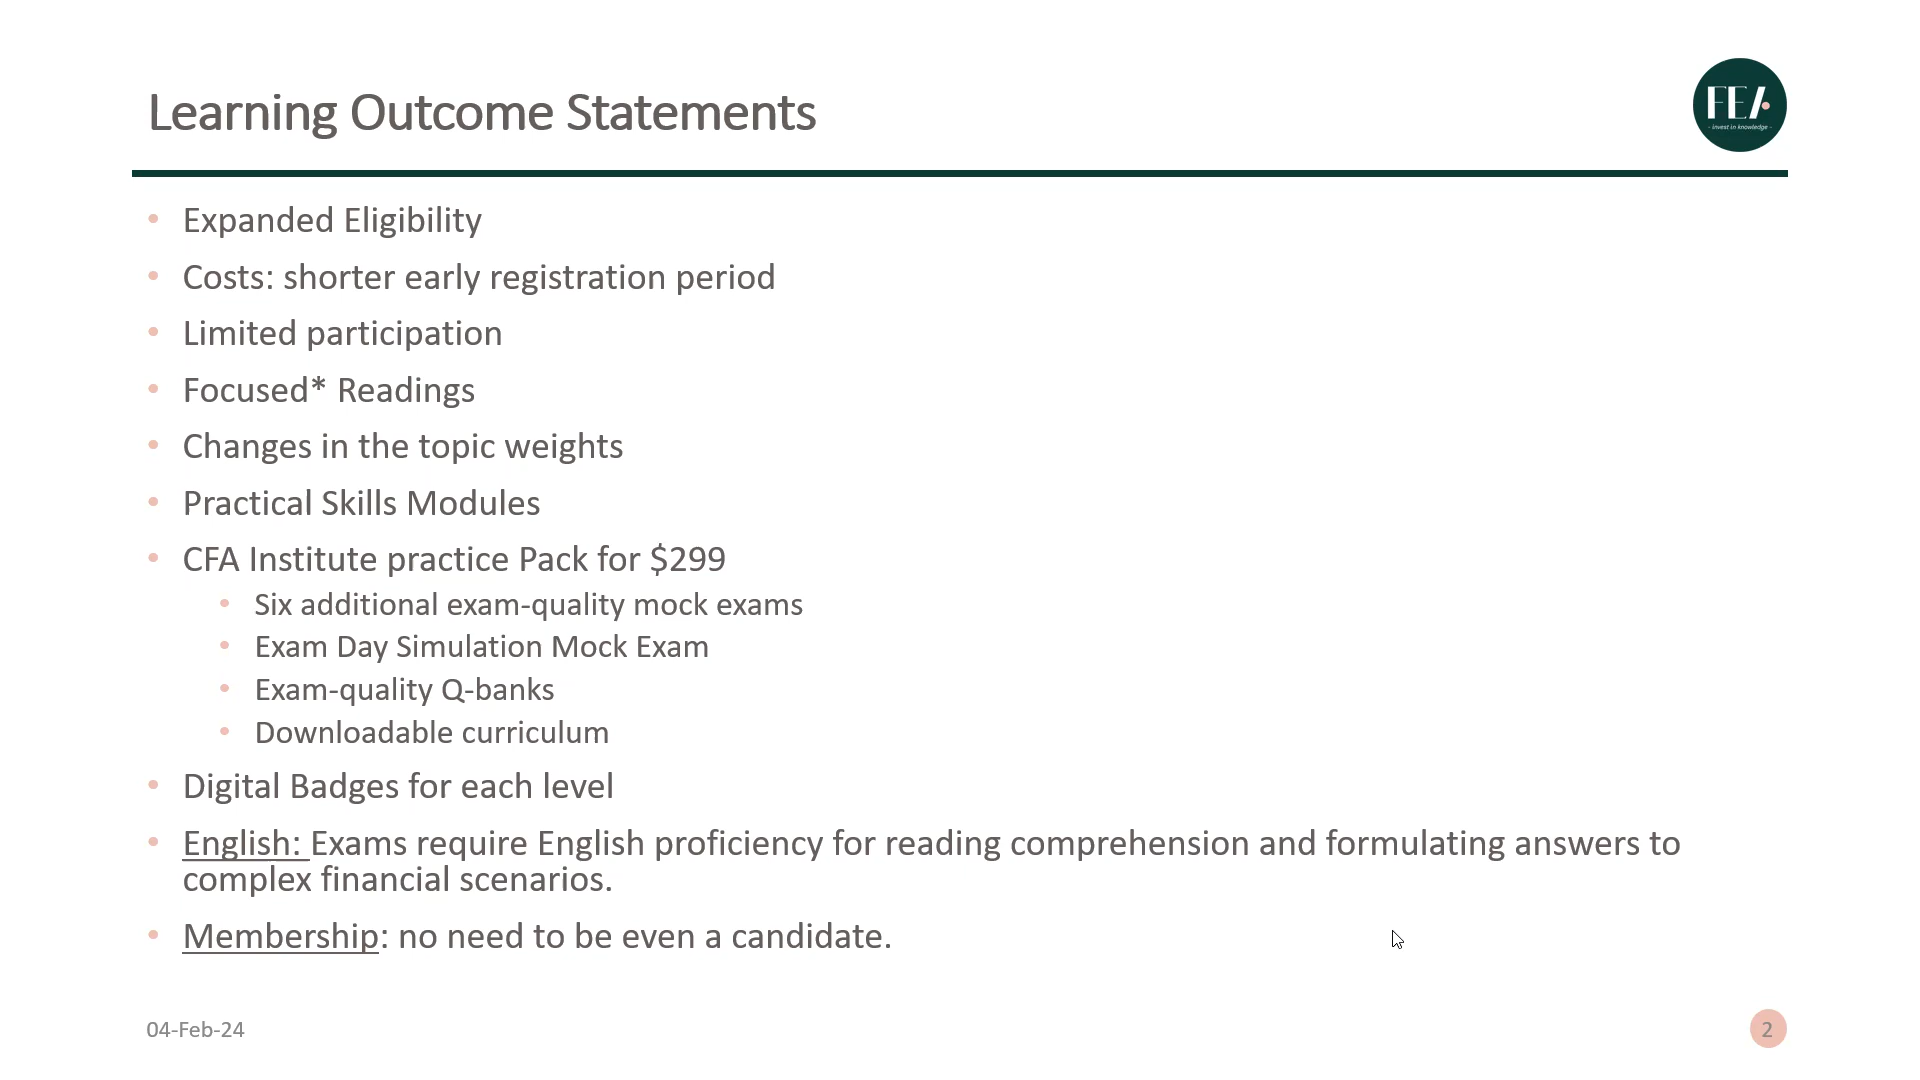 Learning Outcome Statements
FEA
- invest in knowledge -
• Expanded Eligibility
• Costs: shorter early registration period
• Limited participation
• Focused* Readings
• Changes in the topic weights
• Practical Skills Modules
• CFA Institute practice Pack for $299
• Six additional exam-quality mock exams
• Exam Day Simulation Mock Exam
• Exam-quality Q-banks
• Downloadable curriculum
• Digital Badges for each level
• English: Exams require English proficiency for reading comprehension and formulating answers to
complex financial scenarios.
• Membership: no need to be even a candidate.
04-Feb-24
2